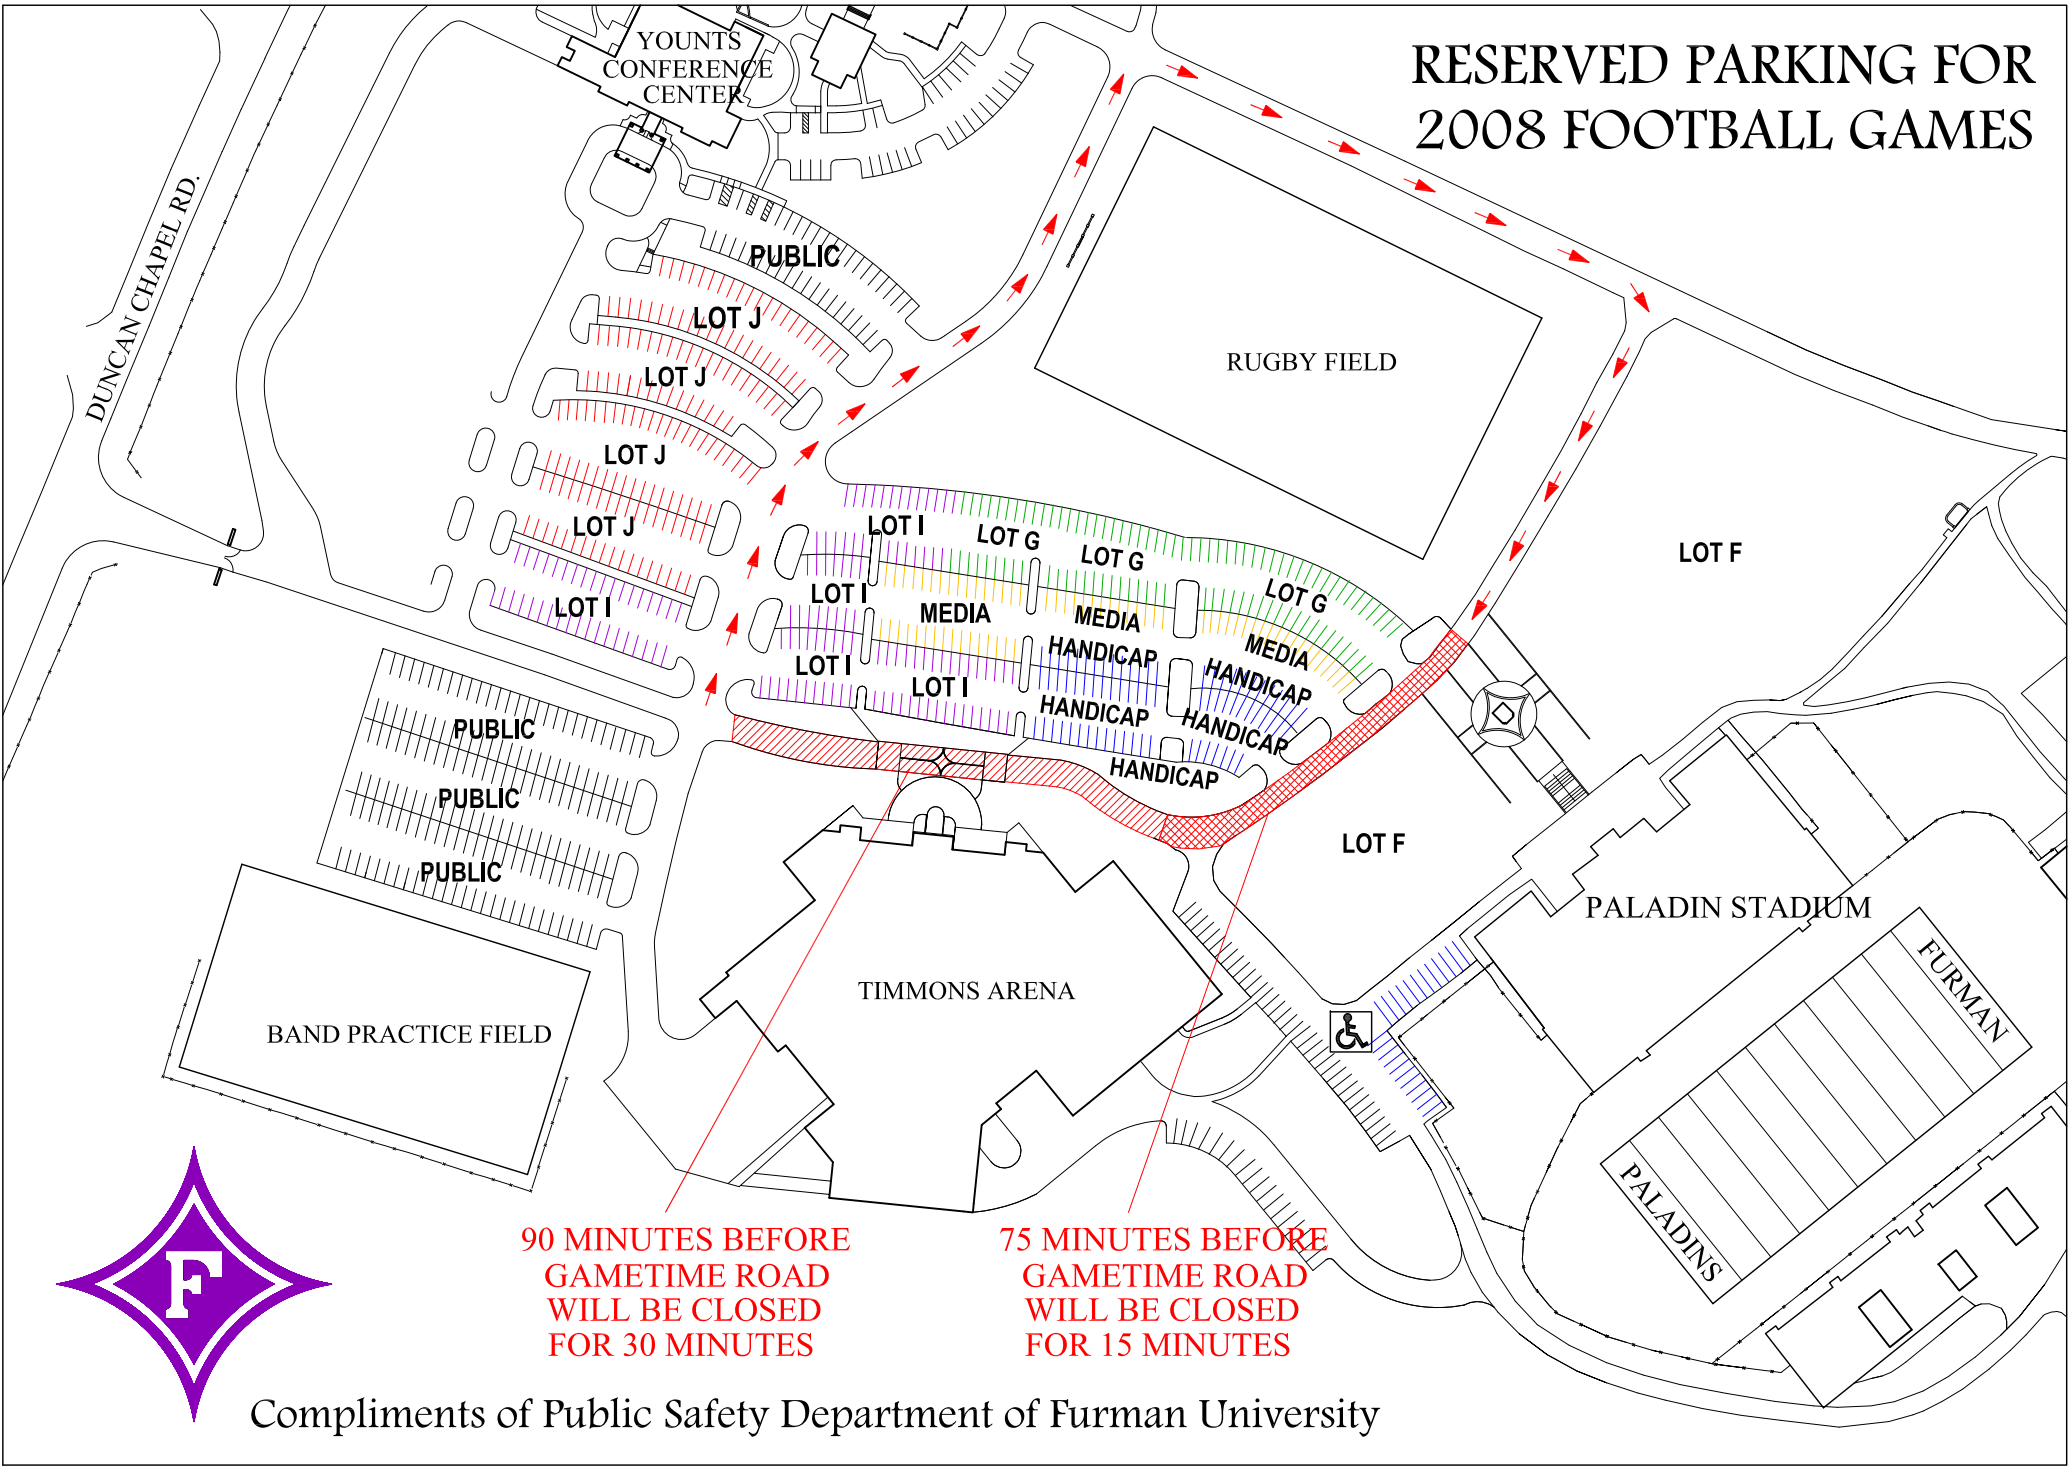 YOUNTS
CONFERENCE
CENTER
RESERVED PARKING FOR
2008 FOOTBALL GAMES
DUNCAN CHAPEL RD.
PUBLIC
LOT J
LOT J
LOT J
LOT J
LOT I
RUGBY FIELD
LOT I
LOT G
LOT G
LOT G
LOT I
MEDIA
MEDIA
MEDIA
LOT I
LOT I
HANDICAP
HANDICAP
HANDICAP
HANDICAP
HANDICAP
LOT F
LOT F
PUBLIC
PUBLIC
PUBLIC
PALADIN STADIUM
FURMAN
PALADINS
TIMMONS ARENA
BAND PRACTICE FIELD
90 MINUTES BEFORE
GAMETIME ROAD
WILL BE CLOSED
FOR 30 MINUTES
75 MINUTES BEFORE
GAMETIME ROAD
WILL BE CLOSED
FOR 15 MINUTES
F
Compliments of Public Safety Department of Furman University